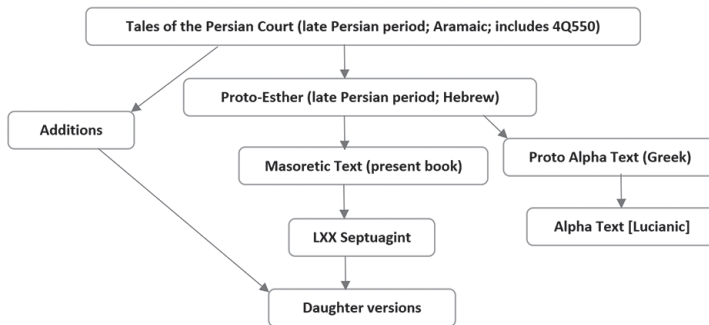 Tales of the Persian Court (late Persian period; Aramaic; includes 4Q550)
Proto-Esther (late Persian period; Hebrew)
Additions
Proto Alpha Text (Greek)
Masoretic Text (present book)
Alpha Text [Lucianic]
LXX Septuagint
Daughter versions